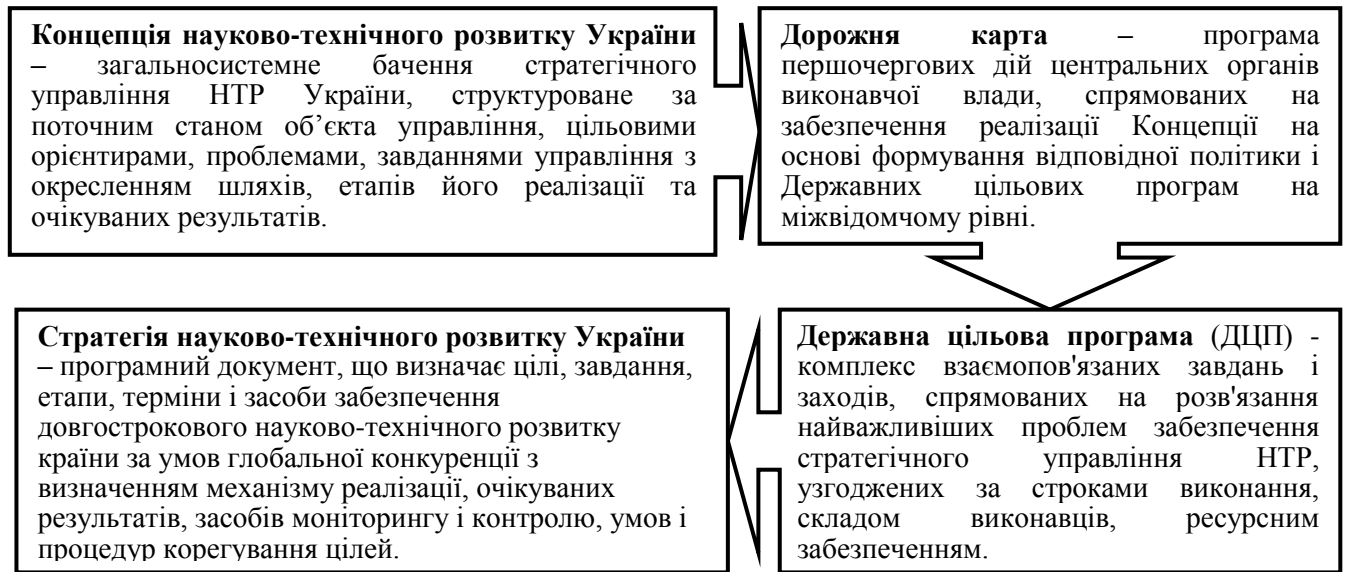 Концепція науково-технічного розвитку України
– загальносистемне бачення стратегічного
управління НТР України, структуроване за
поточним станом об’єкта управління, цільовими
орієнтирами, проблемами, завданнями управління з
окресленням шляхів, етапів його реалізації та
очікуваних результатів.
Дорожня карта – програма
першочергових дій центральних органів
виконавчої влади, спрямованих на
забезпечення реалізації Концепції на
основі формування відповідної політики і
Державних цільових програм на
міжвідомчому рівні.
Стратегія науково-технічного розвитку України
– програмний документ, що визначає цілі, завдання,
етапи, терміни і засоби забезпечення
довгострокового науково-технічного розвитку
країни за умов глобальної конкуренції з
визначенням механізму реалізації, очікуваних
результатів, засобів моніторингу і контролю, умов і
процедур корегування цілей.
Державна цільова програма (ДЦП) -
комплекс взаємопов'язаних завдань і
заходів, спрямованих на розв'язання
найважливіших проблем забезпечення
стратегічного управління НТР,
узгоджених за строками виконання,
складом виконавців, ресурсним
забезпеченням.